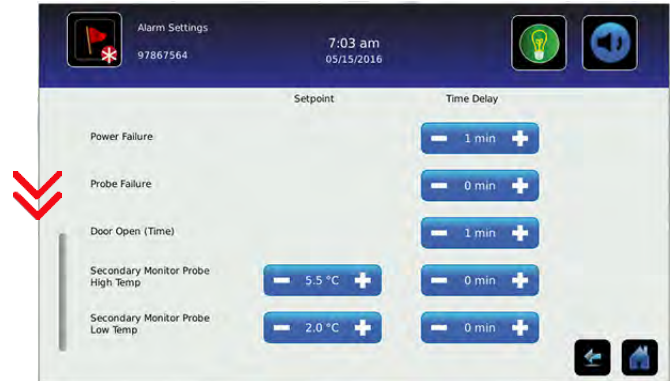 Alarm Settings
97867564
7:03 am
05/15/2016
Setpoint Time Delay
Power Failure 1 min
Probe Failure 0 min
Door Open (Time) 1 min
Secondary Monitor Probe
High Temp 5.5 °C 0 min
Secondary Monitor Probe
Low Temp 2.0 °C 0 min